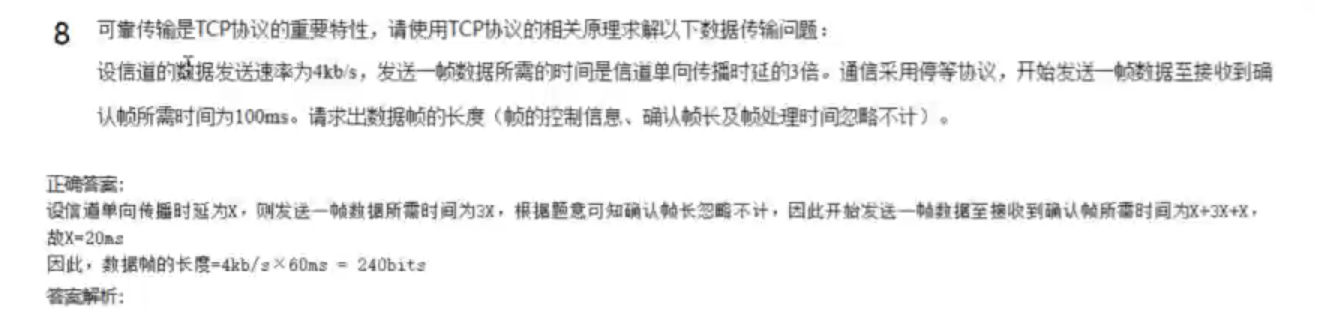 8 可靠传输是TCP协议的重要特性，请使用TCP协议的相关原理求解以下数据传输问题：
设信道的数据发送速率为4kb/s，发送一帧数据所需的时间是信道单向传播时延的3倍。通信采用停等协议，开始发送一帧数据至接收到确
认帧所需时间为100ms。请求出数据帧的长度（帧的控制信息、确认帧长及帧处理时间忽略不计）。
正确答案：
设信道单向传播时延为X，则发送一帧数据所需时间为3X，根据题意可知确认帧长忽略不计，因此开始发送一帧数据至接收到确认帧所需时间为X+3X+X，
故X=20ms
因此，数据帧的长度=4kb/s×60ms = 240bits
答案解析：